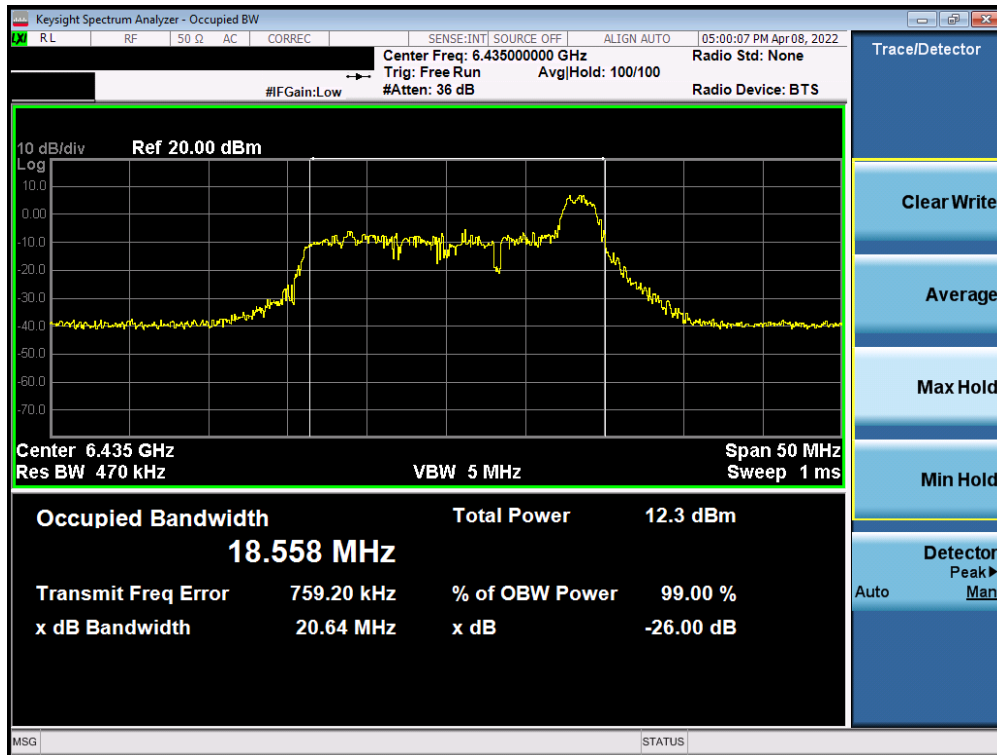 Keysight Spectrum Analyzer - Occupied BW
LXI RL RF 50 Ω AC CORREC SENSE:INT SOURCE OFF ALIGN AUTO 05:00:07 PM Apr 08, 2022
Center Freq: 6.435000000 GHz Radio Std: None
Trig: Free Run Avg|Hold: 100/100
#IFGain:Low #Atten: 36 dB Radio Device: BTS
10 dB/div Ref 20.00 dBm
Log
10.0
0.00
-10.0
-20.0
-30.0
-40.0
-50.0
-60.0
-70.0
Center 6.435 GHz Span 50 MHz
Res BW 470 kHz VBW 5 MHz Sweep 1 ms
Occupied Bandwidth Total Power 12.3 dBm
18.558 MHz
Transmit Freq Error 759.20 kHz % of OBW Power 99.00 %
x dB Bandwidth 20.64 MHz x dB -26.00 dB
MSG STATUS
Trace/Detector
Clear Write
Average
Max Hold
Min Hold
Detector
Peak▶
Auto Man